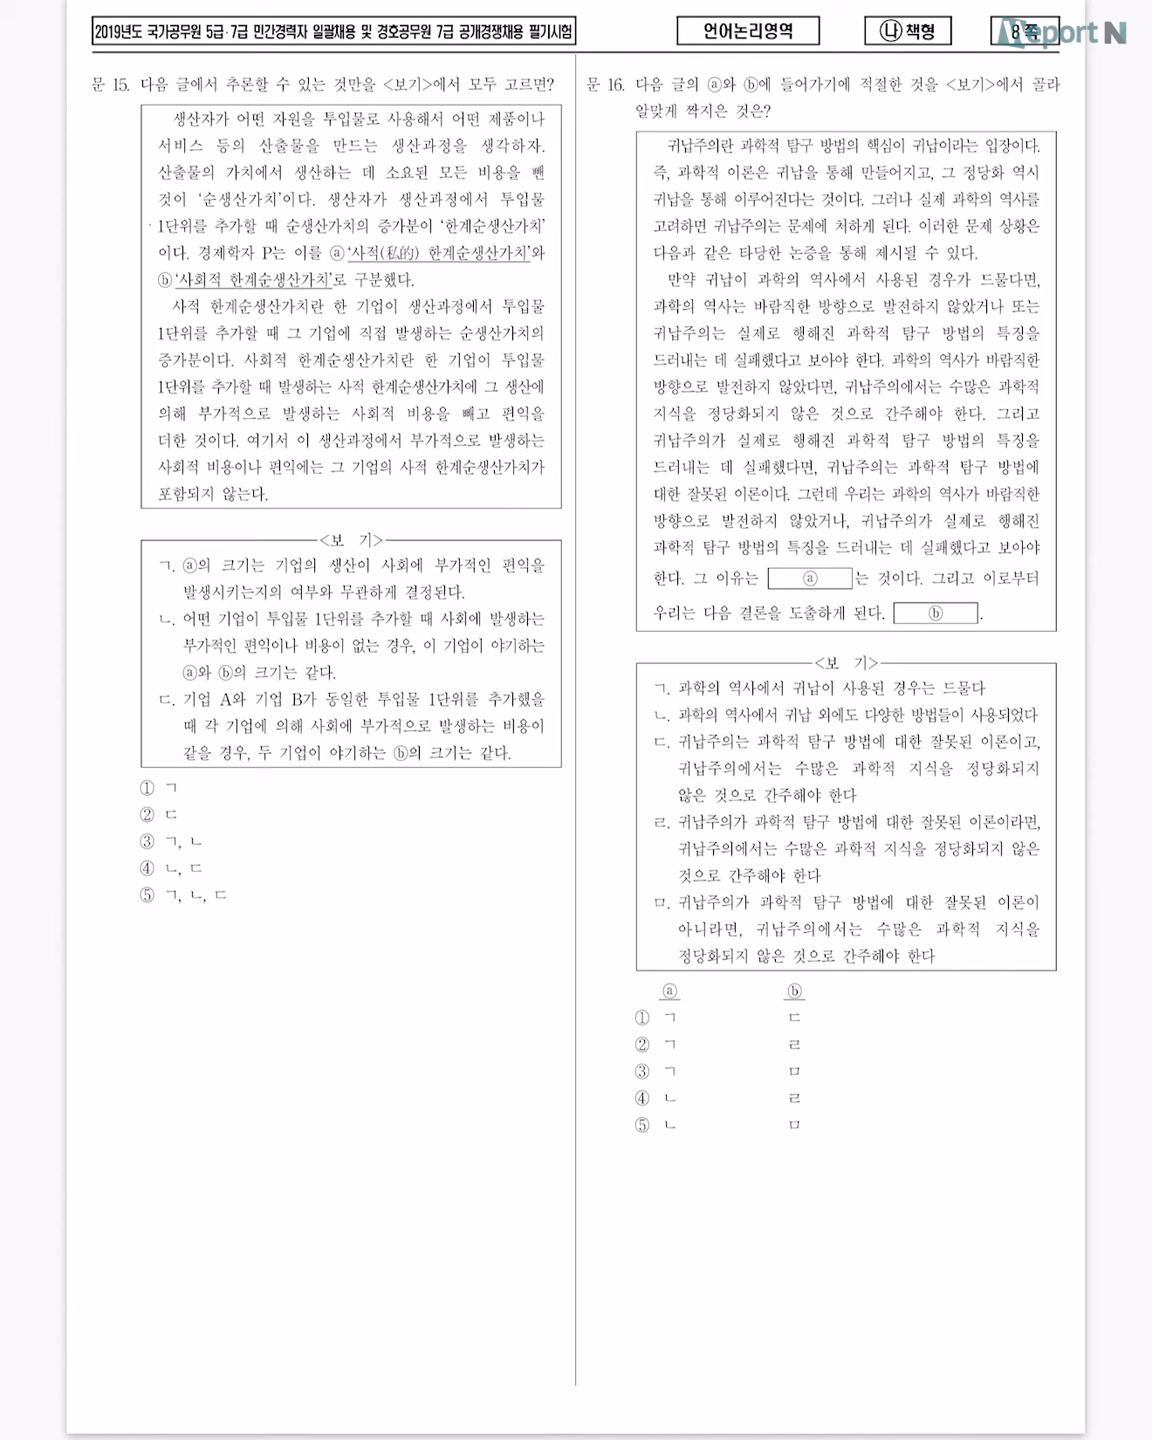 2019년도 국가공무원 5급·7급 민간경력자 일괄채용 및 경호공무원 7급 공개경쟁채용 필기시험
언어논리영역
나 책형
8쪽
Report N
문 15. 다음 글에서 추론할 수 있는 것만을 <보기>에서 모두 고르면?
생산자가 어떤 자원을 투입물로 사용해서 어떤 제품이나
서비스 등의 산출물을 만드는 생산과정을 생각하자.
산출물의 가치에서 생산하는 데 소요된 모든 비용을 뺀
것이 ‘순생산가치’이다. 생산자가 생산과정에서 투입물
1단위를 추가할 때 순생산가치의 증가분이 ‘한계순생산가치’
이다. 경제학자 P는 이를 ⓐ‘사적(私的) 한계순생산가치’와
ⓑ‘사회적 한계순생산가치’로 구분했다.
사적 한계순생산가치란 한 기업이 생산과정에서 투입물
1단위를 추가할 때 그 기업에 직접 발생하는 순생산가치의
증가분이다. 사회적 한계순생산가치란 한 기업이 투입물
1단위를 추가할 때 발생하는 사적 한계순생산가치에 그 생산에
의해 부가적으로 발생하는 사회적 비용을 빼고 편익을
더한 것이다. 여기서 이 생산과정에서 부가적으로 발생하는
사회적 비용이나 편익에는 그 기업의 사적 한계순생산가치가
포함되지 않는다.
<보 기>
ㄱ. ⓐ의 크기는 기업의 생산이 사회에 부가적인 편익을
발생시키는지의 여부와 무관하게 결정된다.
ㄴ. 어떤 기업이 투입물 1단위를 추가할 때 사회에 발생하는
부가적인 편익이나 비용이 없는 경우, 이 기업이 야기하는
ⓐ와 ⓑ의 크기는 같다.
ㄷ. 기업 A와 기업 B가 동일한 투입물 1단위를 추가했을
때 각 기업에 의해 사회에 부가적으로 발생하는 비용이
같을 경우, 두 기업이 야기하는 ⓑ의 크기는 같다.
① ㄱ
② ㄷ
③ ㄱ, ㄴ
④ ㄴ, ㄷ
⑤ ㄱ, ㄴ, ㄷ
문 16. 다음 글의 ⓐ와 ⓑ에 들어가기에 적절한 것을 <보기>에서 골라
알맞게 짝지은 것은?
귀납주의란 과학적 탐구 방법의 핵심이 귀납이라는 입장이다.
즉, 과학적 이론은 귀납을 통해 만들어지고, 그 정당화 역시
귀납을 통해 이루어진다는 것이다. 그러나 실제 과학의 역사를
고려하면 귀납주의는 문제에 처하게 된다. 이러한 문제 상황은
다음과 같은 타당한 논증을 통해 제시될 수 있다.
만약 귀납이 과학의 역사에서 사용된 경우가 드물다면,
과학의 역사는 바람직한 방향으로 발전하지 않았거나 또는
귀납주의는 실제로 행해진 과학적 탐구 방법의 특징을
드러내는 데 실패했다고 보아야 한다. 과학의 역사가 바람직한
방향으로 발전하지 않았다면, 귀납주의에서는 수많은 과학적
지식을 정당화되지 않은 것으로 간주해야 한다. 그리고
귀납주의가 실제로 행해진 과학적 탐구 방법의 특징을
드러내는 데 실패했다면, 귀납주의는 과학적 탐구 방법에
대한 잘못된 이론이다. 그런데 우리는 과학의 역사가 바람직한
방향으로 발전하지 않았거나, 귀납주의가 실제로 행해진
과학적 탐구 방법의 특징을 드러내는 데 실패했다고 보아야
한다. 그 이유는 ⓐ 는 것이다. 그리고 이로부터
우리는 다음 결론을 도출하게 된다. ⓑ .
<보 기>
ㄱ. 과학의 역사에서 귀납이 사용된 경우는 드물다
ㄴ. 과학의 역사에서 귀납 외에도 다양한 방법들이 사용되었다
ㄷ. 귀납주의는 과학적 탐구 방법에 대한 잘못된 이론이고,
귀납주의에서는 수많은 과학적 지식을 정당화되지
않은 것으로 간주해야 한다
ㄹ. 귀납주의가 과학적 탐구 방법에 대한 잘못된 이론이라면,
귀납주의에서는 수많은 과학적 지식을 정당화되지 않은
것으로 간주해야 한다
ㅁ. 귀납주의가 과학적 탐구 방법에 대한 잘못된 이론이
아니라면, 귀납주의에서는 수많은 과학적 지식을
정당화되지 않은 것으로 간주해야 한다
ⓐ ⓑ
① ㄱ ㄷ
② ㄱ ㄹ
③ ㄱ ㅁ
④ ㄴ ㄹ
⑤ ㄴ ㅁ